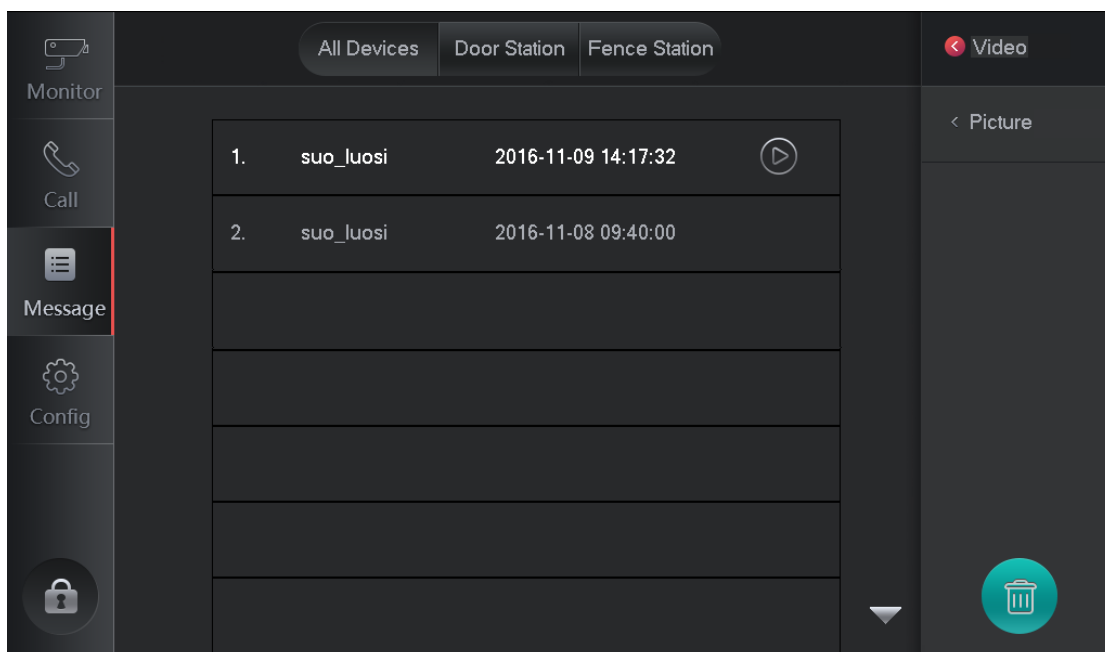 Monitor
Call
Message
Config
All Devices Door Station Fence Station
1. suo_luosi 2016-11-09 14:17:32
2. suo_luosi 2016-11-08 09:40:00
Video
Picture